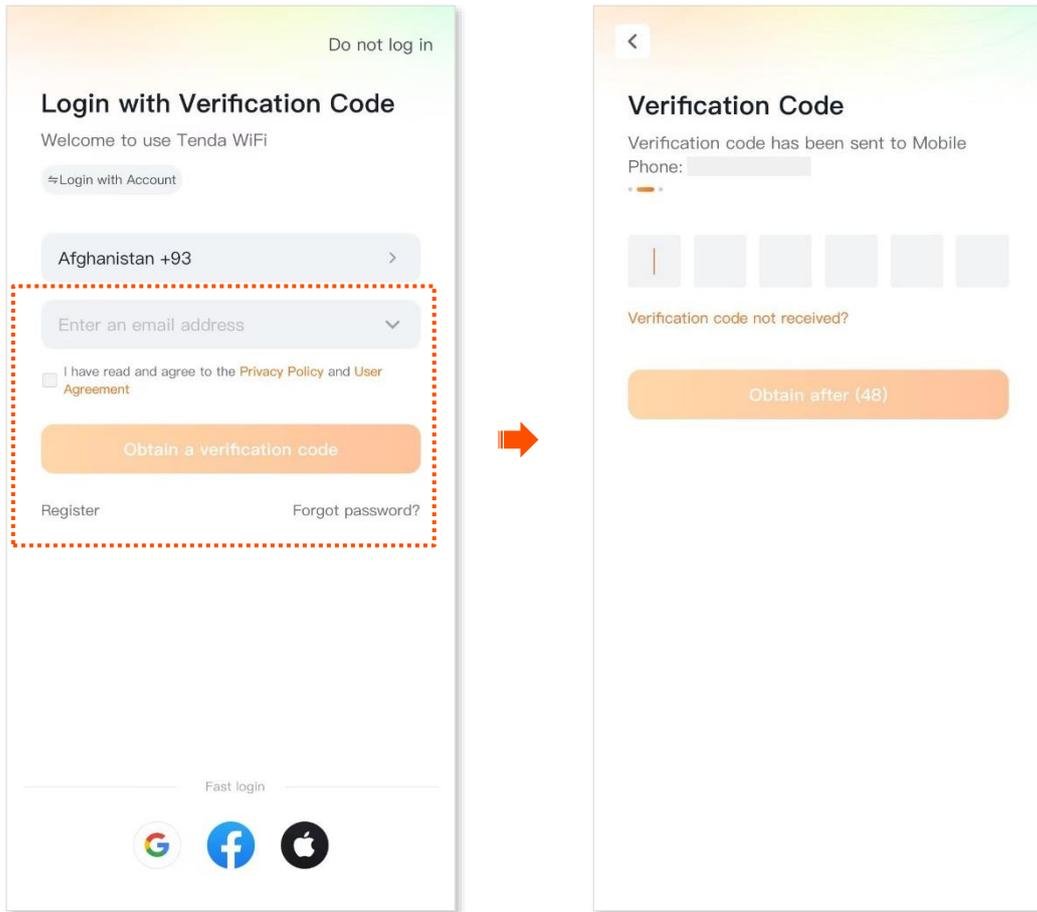 Do not log in
Login with Verification Code
Welcome to use Tenda WiFi
⇋Login with Account
Afghanistan +93
Enter an email address
I have read and agree to the Privacy Policy and User
Agreement
Obtain a verification code
Register
Forgot password?
Fast login
Verification Code
Verification code has been sent to Mobile
Phone:
Verification code not received?
Obtain after (48)